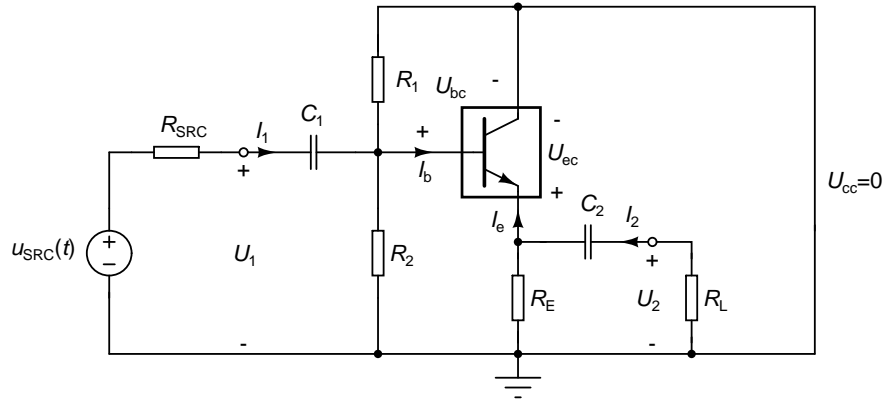 R1
Ubc
-
RSRC
I1
C1
+
-
+
Ib
Uec
+
Ucc=0
Ie
C2
I2
uSRC(t)
+
-
U1
R2
+
RE
U2
RL
-
-